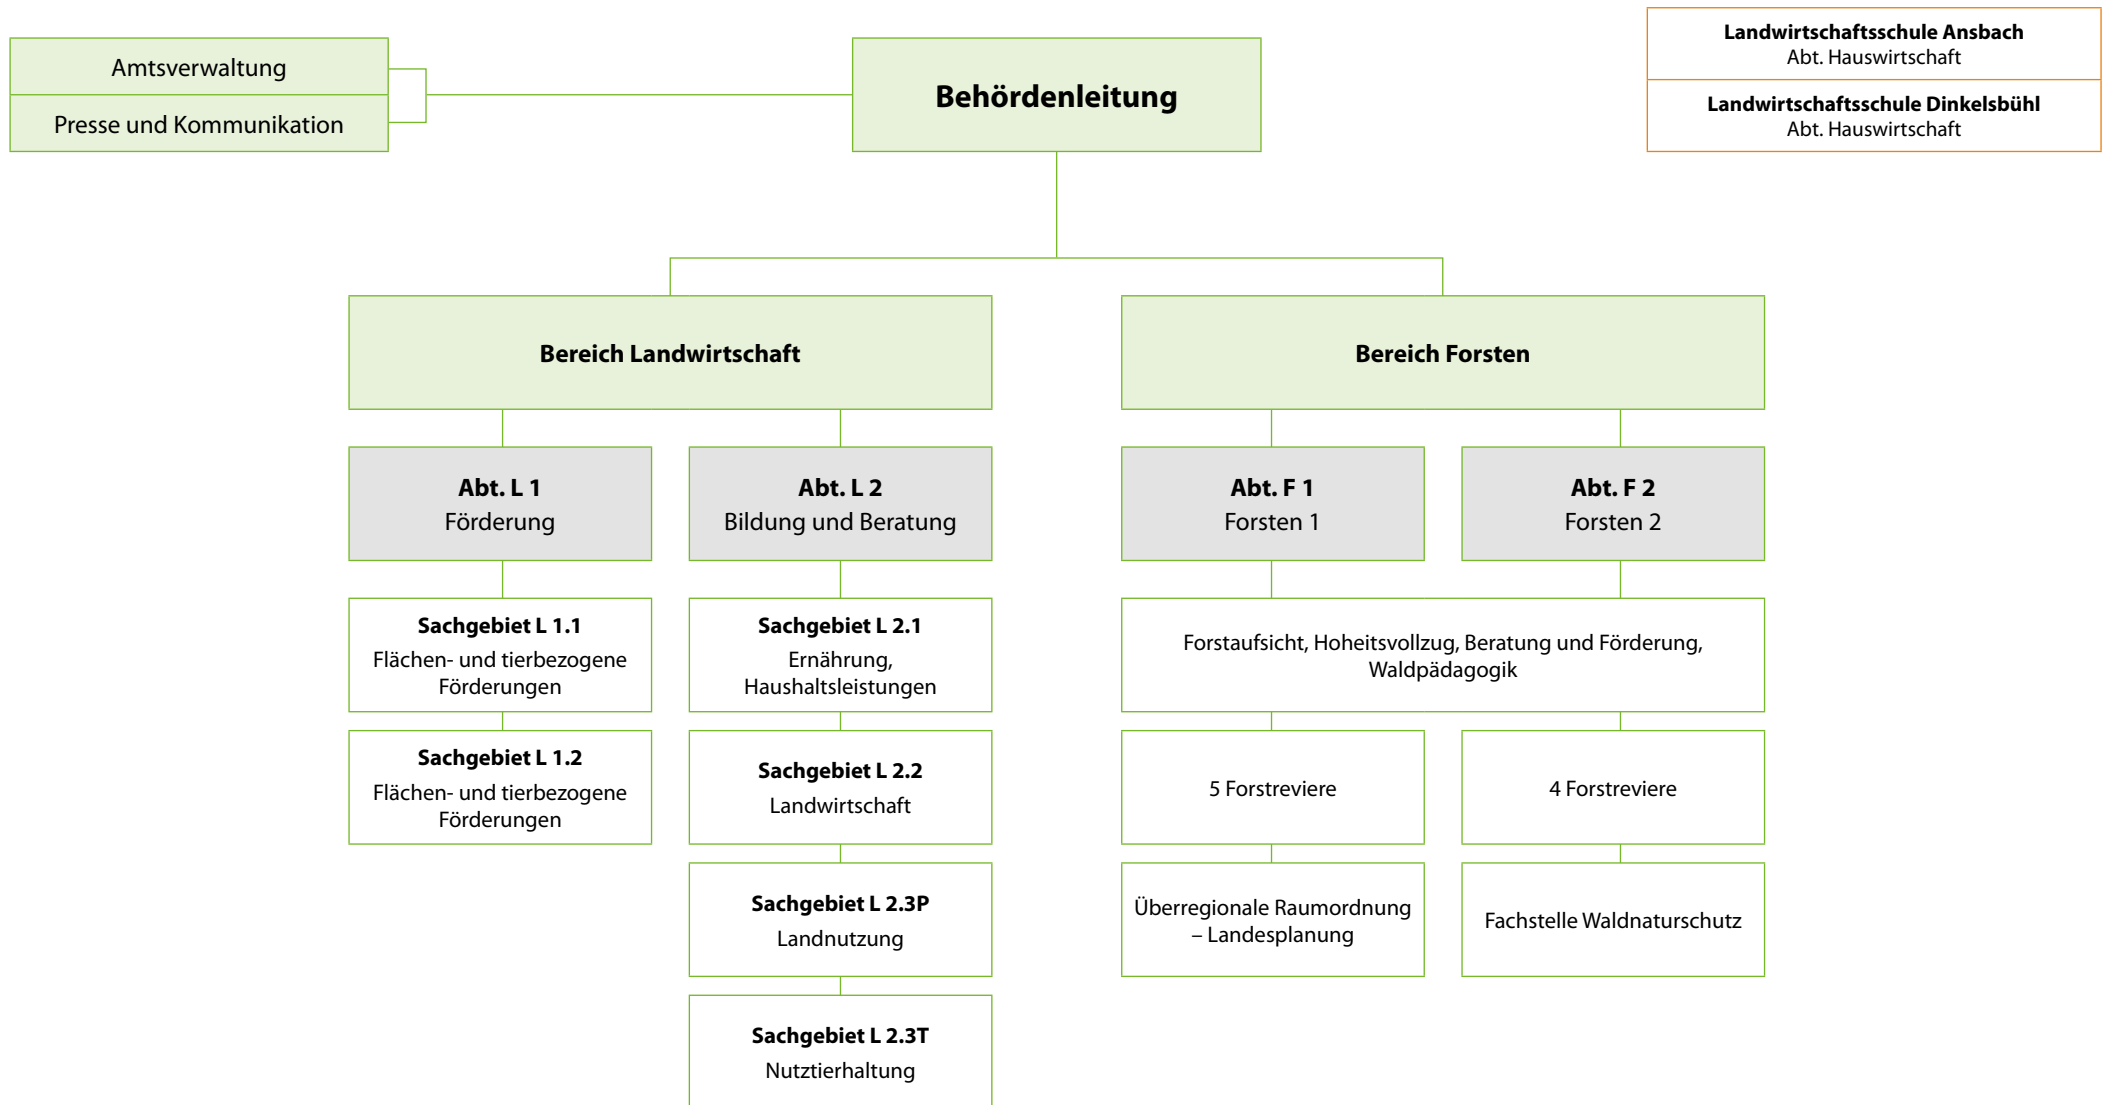 Amtsverwaltung
Presse und Kommunikation
Behördenleitung
Landwirtschaftsschule Ansbach
Abt. Hauswirtschaft
Landwirtschaftsschule Dinkelsbühl
Abt. Hauswirtschaft
Bereich Landwirtschaft
Bereich Forsten
Abt. L 1
Förderung
Abt. L 2
Bildung und Beratung
Abt. F 1
Forsten 1
Abt. F 2
Forsten 2
Sachgebiet L 1.1
Flächen- und tierbezogene
Förderungen
Sachgebiet L 1.2
Flächen- und tierbezogene
Förderungen
Sachgebiet L 2.1
Ernährung,
Haushaltsleistungen
Sachgebiet L 2.2
Landwirtschaft
Sachgebiet L 2.3P
Landnutzung
Sachgebiet L 2.3T
Nutztierhaltung
Forstaufsicht, Hoheitsvollzug, Beratung und Förderung,
Waldpädagogik
5 Forstreviere
4 Forstreviere
Überregionale Raumordnung
– Landesplanung
Fachstelle Waldnaturschutz